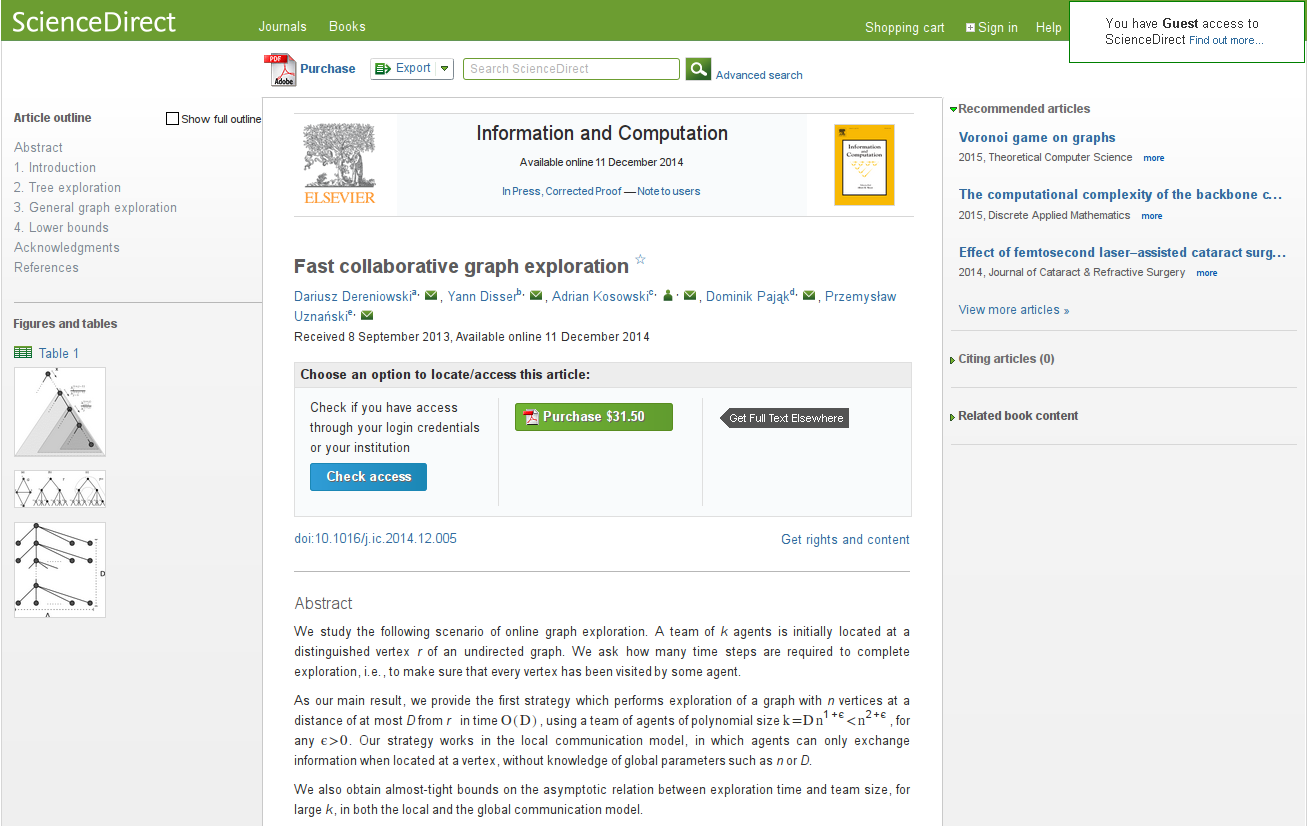 ScienceDirect
Journals Books
Shopping cart Sign in Help
You have Guest access to
ScienceDirect Find out more...
PDF
Adobe
Purchase Export Search ScienceDirect Advanced search
Article outline Show full outline
Abstract
1. Introduction
2. Tree exploration
3. General graph exploration
4. Lower bounds
Acknowledgments
References
Figures and tables
Table 1
D
ELSEVIER
Information and Computation
Available online 11 December 2014
In Press, Corrected Proof — Note to users
Information and
Computation
Fast collaborative graph exploration ☆
Dariusz Dereniowski^a, , Yann Disser^b, , Adrian Kosowski^c, , , Dominik Pająk^d, , Przemysław
Uznański^e,
Received 8 September 2013, Available online 11 December 2014
Choose an option to locate/access this article:
Check if you have access
through your login credentials
or your institution
Check access
Purchase $31.50
Get Full Text Elsewhere
doi:10.1016/j.ic.2014.12.005
Get rights and content
Abstract
We study the following scenario of online graph exploration. A team of k agents is initially located at a
distinguished vertex r of an undirected graph. We ask how many time steps are required to complete
exploration, i.e., to make sure that every vertex has been visited by some agent.
As our main result, we provide the first strategy which performs exploration of a graph with n vertices at a
distance of at most D from r in time O(D), using a team of agents of polynomial size k=Dn^1+ϵ<n^2+ϵ, for
any ϵ>0. Our strategy works in the local communication model, in which agents can only exchange
information when located at a vertex, without knowledge of global parameters such as n or D.
We also obtain almost-tight bounds on the asymptotic relation between exploration time and team size, for
large k, in both the local and the global communication model.
Recommended articles
Voronoi game on graphs
2015, Theoretical Computer Science more
The computational complexity of the backbone c...
2015, Discrete Applied Mathematics more
Effect of femtosecond laser–assisted cataract surg...
2014, Journal of Cataract & Refractive Surgery more
View more articles »
Citing articles (0)
Related book content